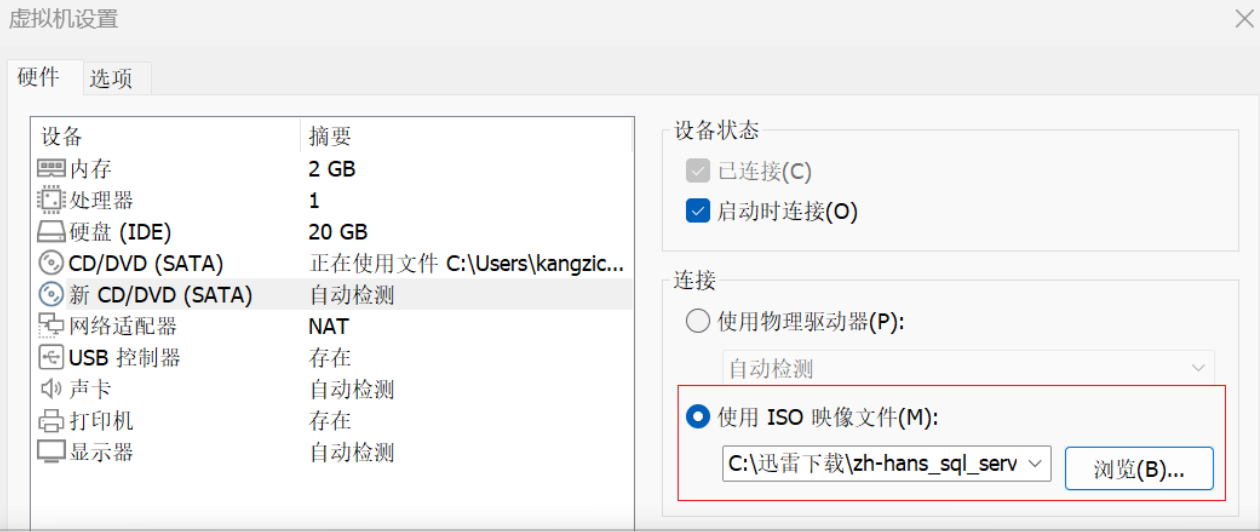 虚拟机设置
硬件 选项
设备 摘要
内存 2 GB
处理器 1
硬盘 (IDE) 20 GB
CD/DVD (SATA) 正在使用文件 C:\Users\kangzic...
新 CD/DVD (SATA) 自动检测
网络适配器 NAT
USB 控制器 存在
声卡 自动检测
打印机 存在
显示器 自动检测
设备状态
已连接(C)
启动时连接(O)
连接
使用物理驱动器(P):
自动检测
使用 ISO 映像文件(M):
C:\迅雷下载\zh-hans_sql_serv 浏览(B)...